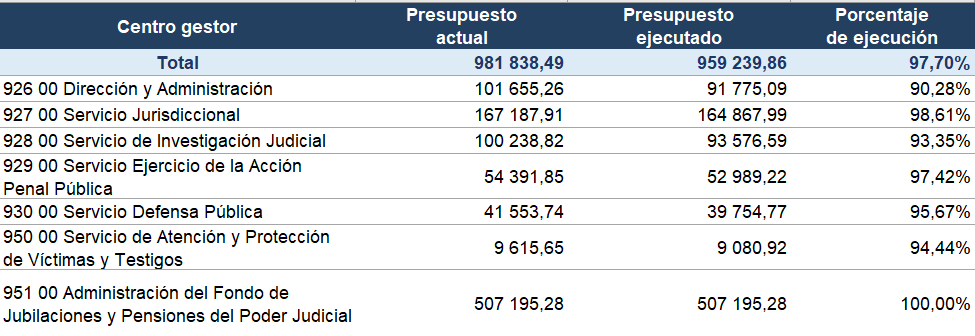 Centro gestor Presupuesto actual Presupuesto ejecutado Porcentaje de ejecución
Total 981 838,49 959 239,86 97,70%
926 00 Dirección y Administración 101 655,26 91 775,09 90,28%
927 00 Servicio Jurisdiccional 167 187,91 164 867,99 98,61%
928 00 Servicio de Investigación Judicial 100 238,82 93 576,59 93,35%
929 00 Servicio Ejercicio de la Acción
Penal Pública 54 391,85 52 989,22 97,42%
930 00 Servicio Defensa Pública 41 553,74 39 754,77 95,67%
950 00 Servicio de Atención y Protección
de Víctimas y Testigos 9 615,65 9 080,92 94,44%
951 00 Administración del Fondo de
Jubilaciones y Pensiones del Poder Judicial 507 195,28 507 195,28 100,00%